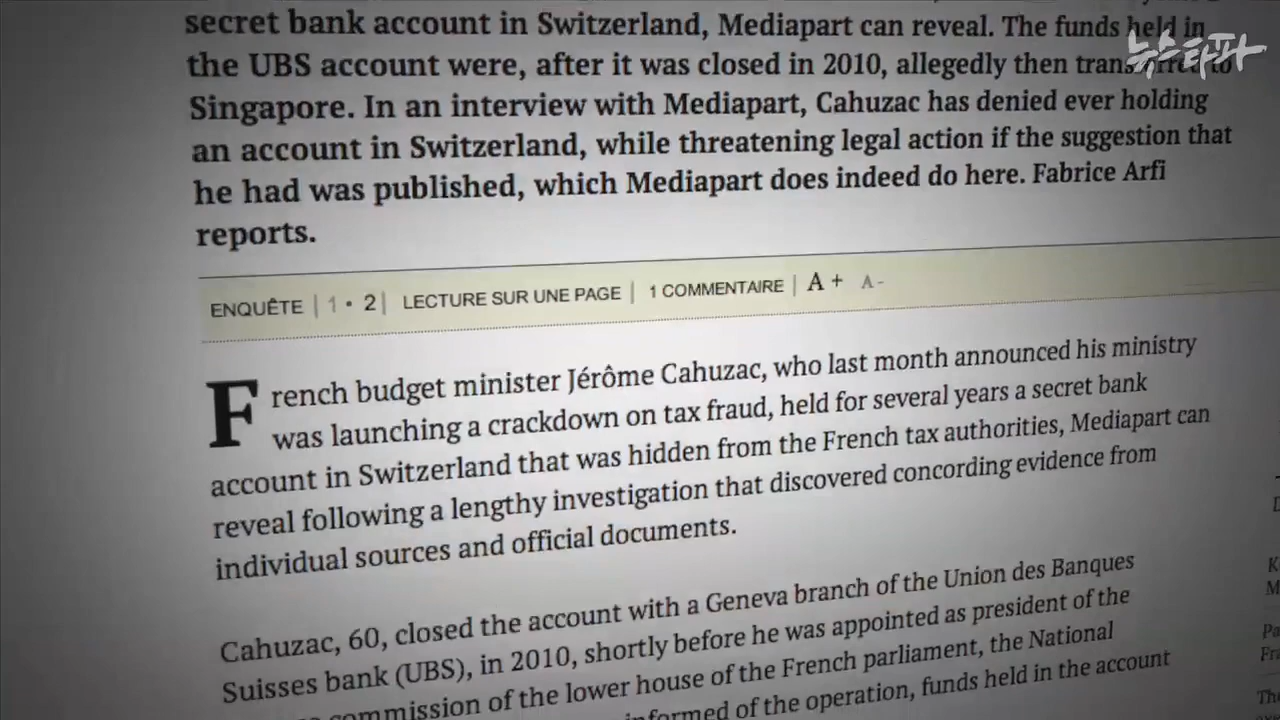 secret bank account in Switzerland, Mediapart can reveal. The funds held in
뉴스타파
the UBS account were, after it was closed in 2010, allegedly then to
Singapore. In an interview with Mediapart, Cahuzac has denied ever holding
an account in Switzerland, while threatening legal action if the suggestion that
he had was published, which Mediapart does indeed do here. Fabrice Arfi
reports.
ENQUÊTE | 1 • 2 | LECTURE SUR UNE PAGE | 1 COMMENTAIRE | A + A -
French budget minister Jérôme Cahuzac, who last month announced his ministry
was launching a crackdown on tax fraud, held for several years a secret bank
account in Switzerland that was hidden from the French tax authorities, Mediapart can
reveal following a lengthy investigation that discovered concording evidence from
individual sources and official documents.
Cahuzac, 60, closed the account with a Geneva branch of the Union des Banques
Suisses bank (UBS), in 2010, shortly before he was appointed as president of the
commission of the lower house of the French parliament, the National
informed of the operation, funds held in the account